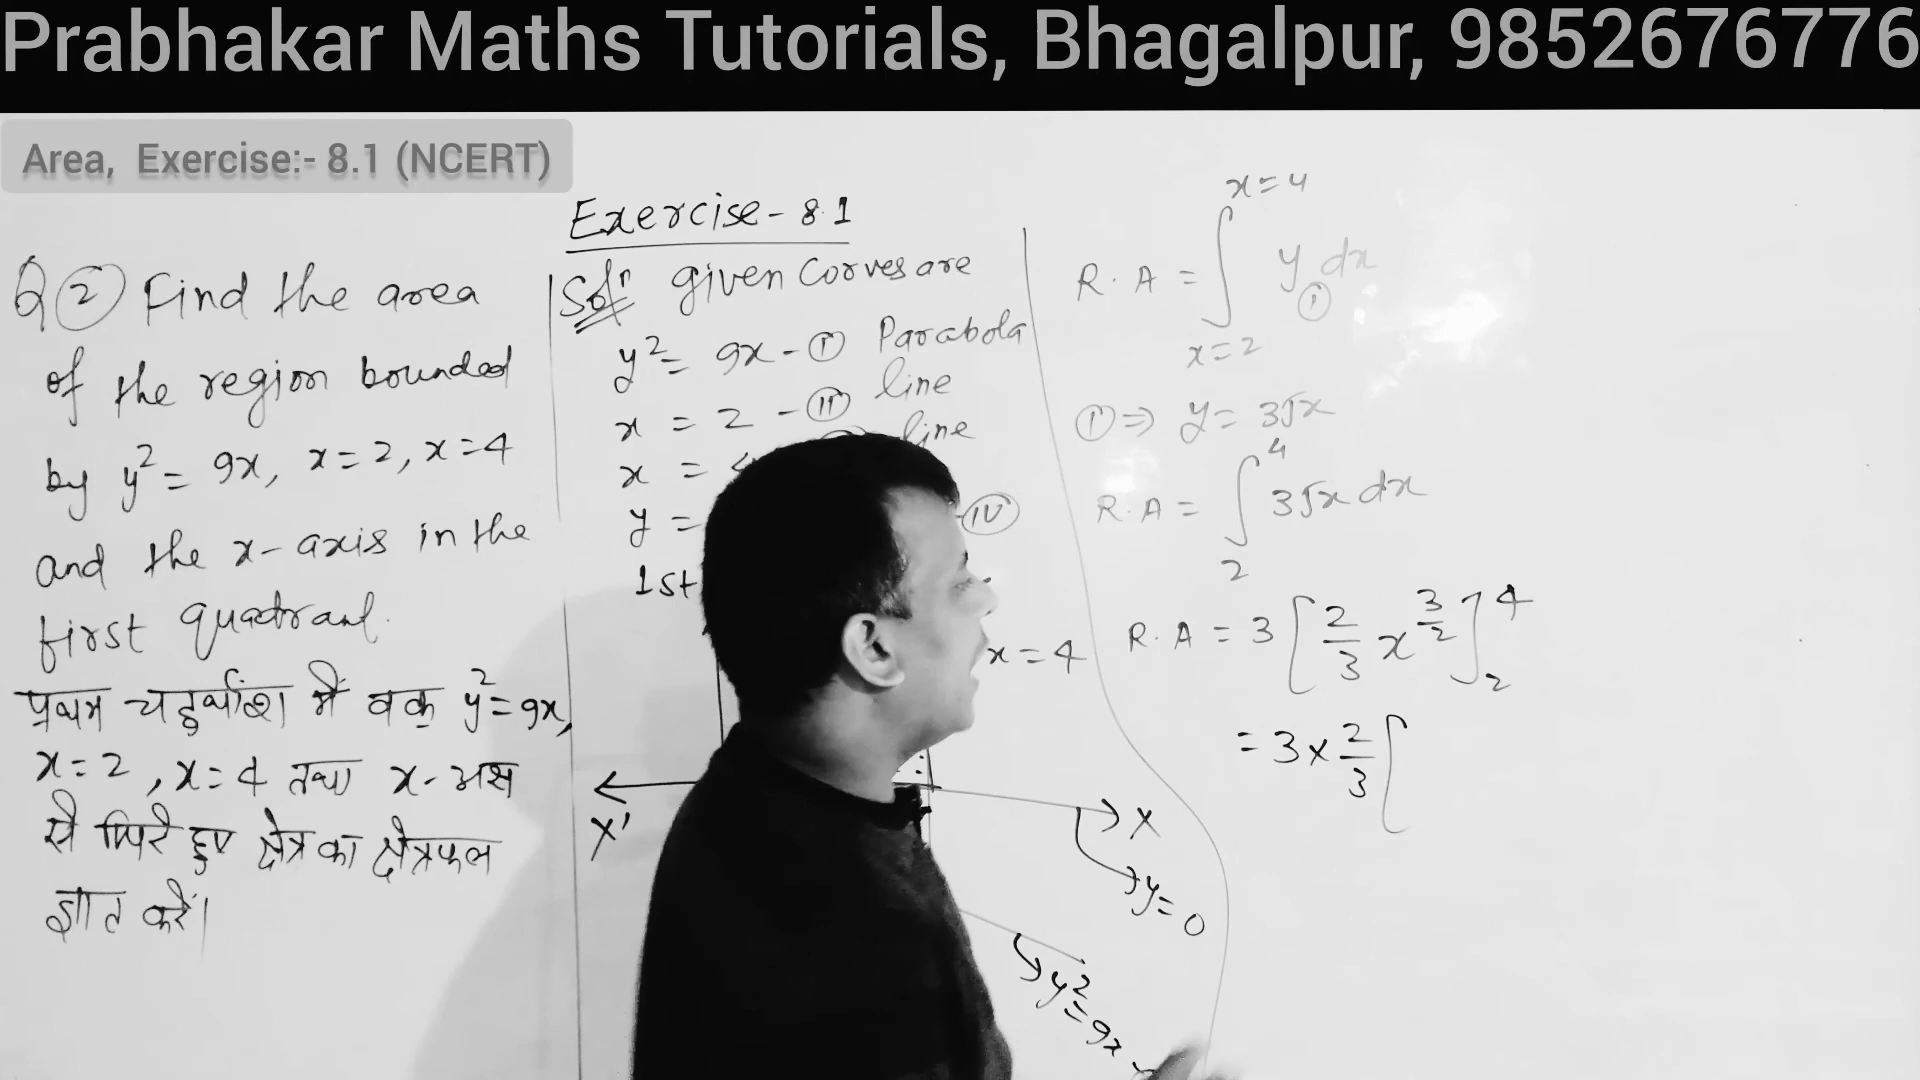 Prabhakar Maths Tutorials, Bhagalpur, 9852676776
Area, Exercise:- 8.1 (NCERT)
Exercise - 8.1
Q ② Find the area
of the region bounded
by y² = 9x, x = 2, x = 4
and the x-axis in the
first quadrant.
प्रथम चतुर्थांश में वक्र y² = 9x,
x = 2, x = 4 तथा x-अक्ष
से घिरे हुए क्षेत्र का क्षेत्रफल
ज्ञात करें।
Solⁿ given Corves are
y² = 9x - ① Parabola
x = 2 - ⑪ line
x = line
y = - ⑭
1st
x = 4
X'
X
y = 0
y² = 9x
R. A = ∫ y① dx
x = 4
x = 2
① ⇒ y = 3√x
R. A = ∫₂⁴ 3√x dx
R. A = 3 [ 2/3 x^3/2 ]₂⁴
= 3 × 2/3 [